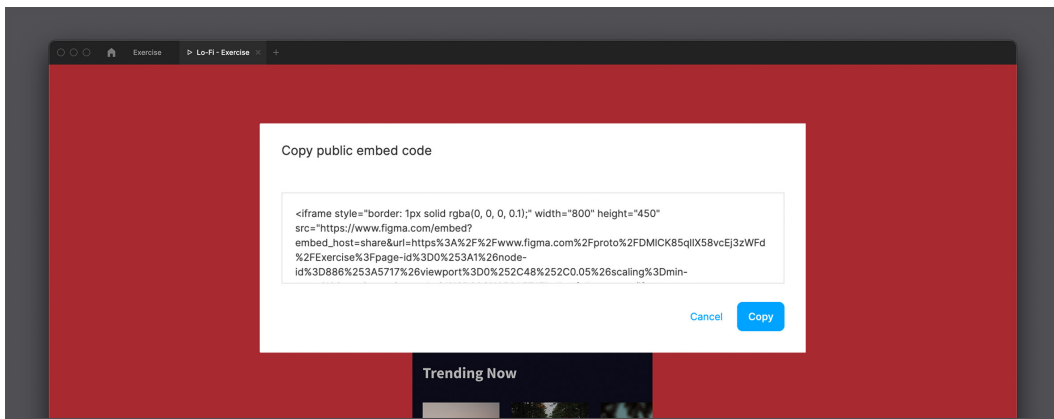 Exercise
Lo-Fi - Exercise
Copy public embed code
<iframe style="border: 1px solid rgba(0, 0, 0, 0.1);" width="800" height="450"
src="https://www.figma.com/embed?
embed_host=share&url=https%3A%2F%2Fwww.figma.com%2Fproto%2FDMlCK85qllX58vcEj3zWFd
%2FExercise%3Fpage-id%3D0%253A1%26node-
id%3D886%253A5717%26viewport%3D0%252C48%252C0.05%26scaling%3Dmin-
Cancel
Copy
Trending Now